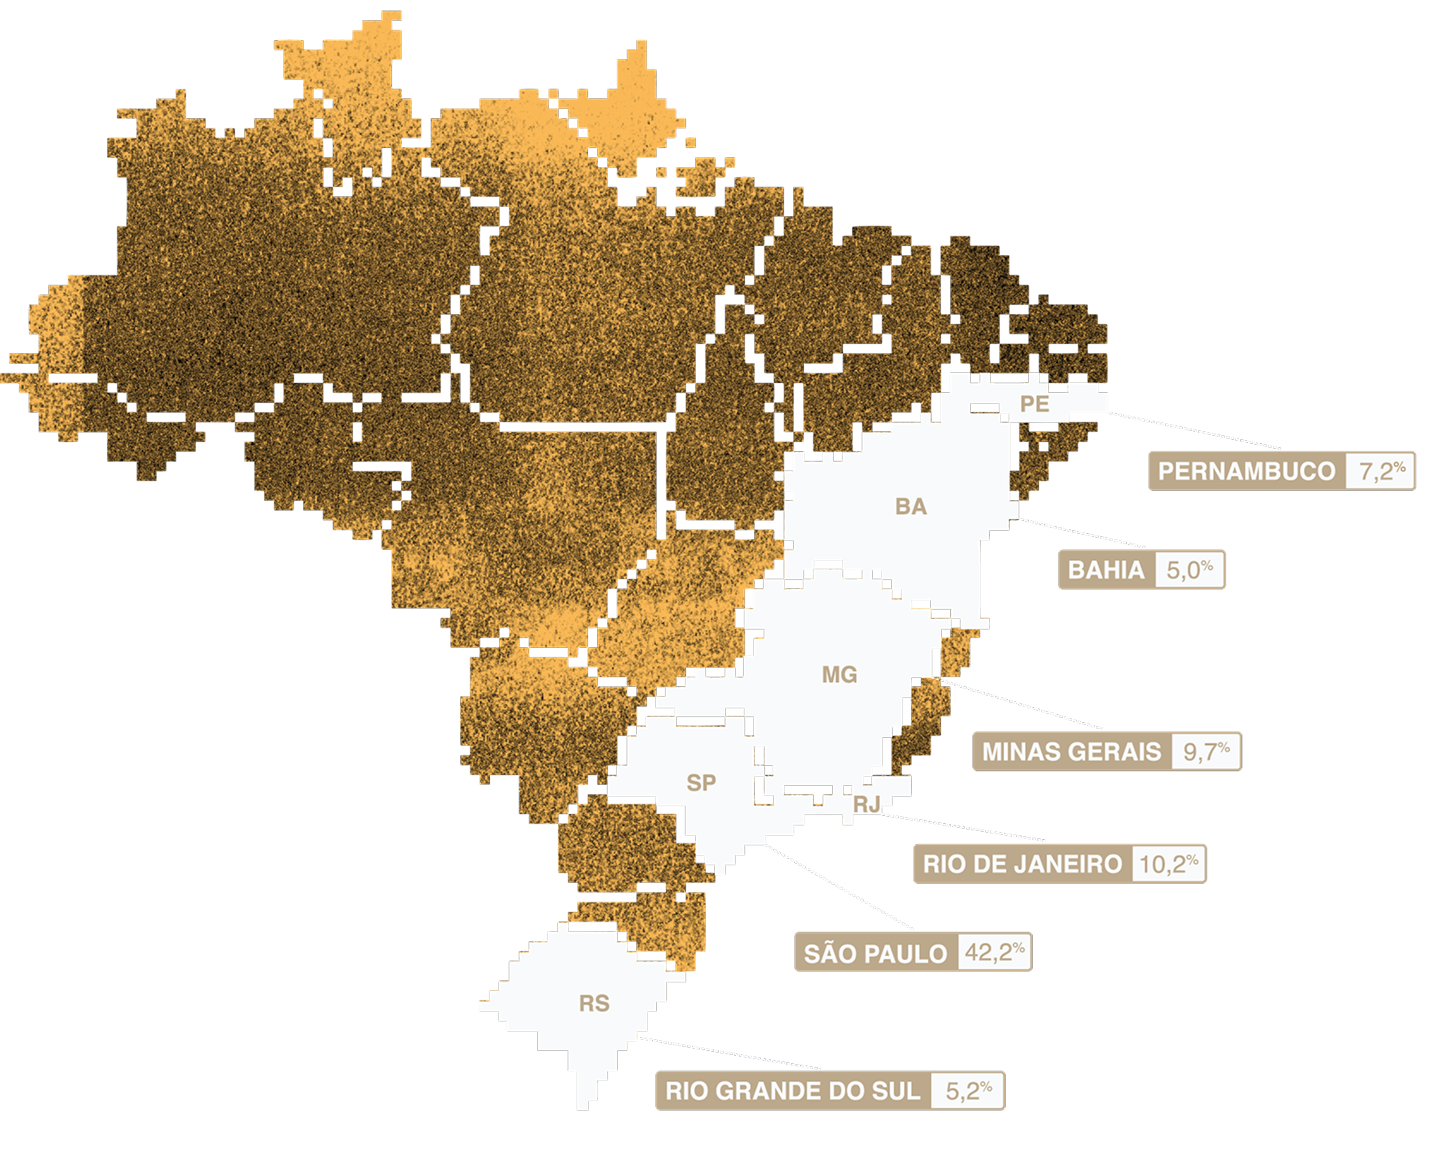 PE
PERNAMBUCO 7,2%
BA
BAHIA 5,0%
MG
MINAS GERAIS 9,7%
SP
RJ
RIO DE JANEIRO 10,2%
SÃO PAULO 42,2%
RS
RIO GRANDE DO SUL 5,2%